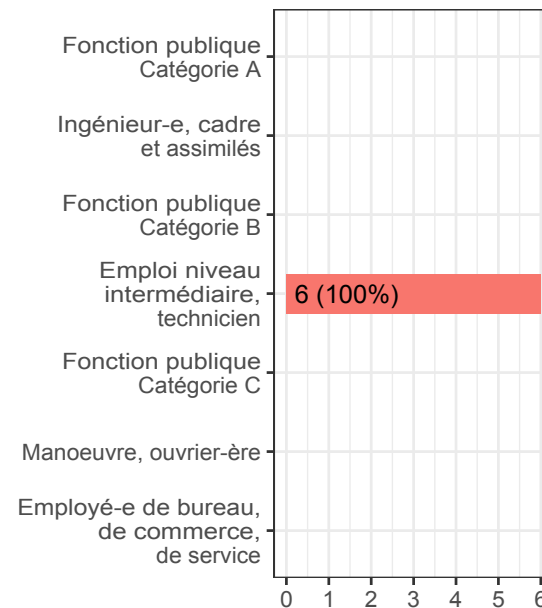 Fonction publique
Catégorie A
Ingénieur-e, cadre
et assimilés
Fonction publique
Catégorie B
Emploi niveau
intermédiaire,
technicien
6 (100%)
Fonction publique
Catégorie C
Manoeuvre, ouvrier-ère
Employé-e de bureau,
de commerce,
de service
0 1 2 3 4 5 6